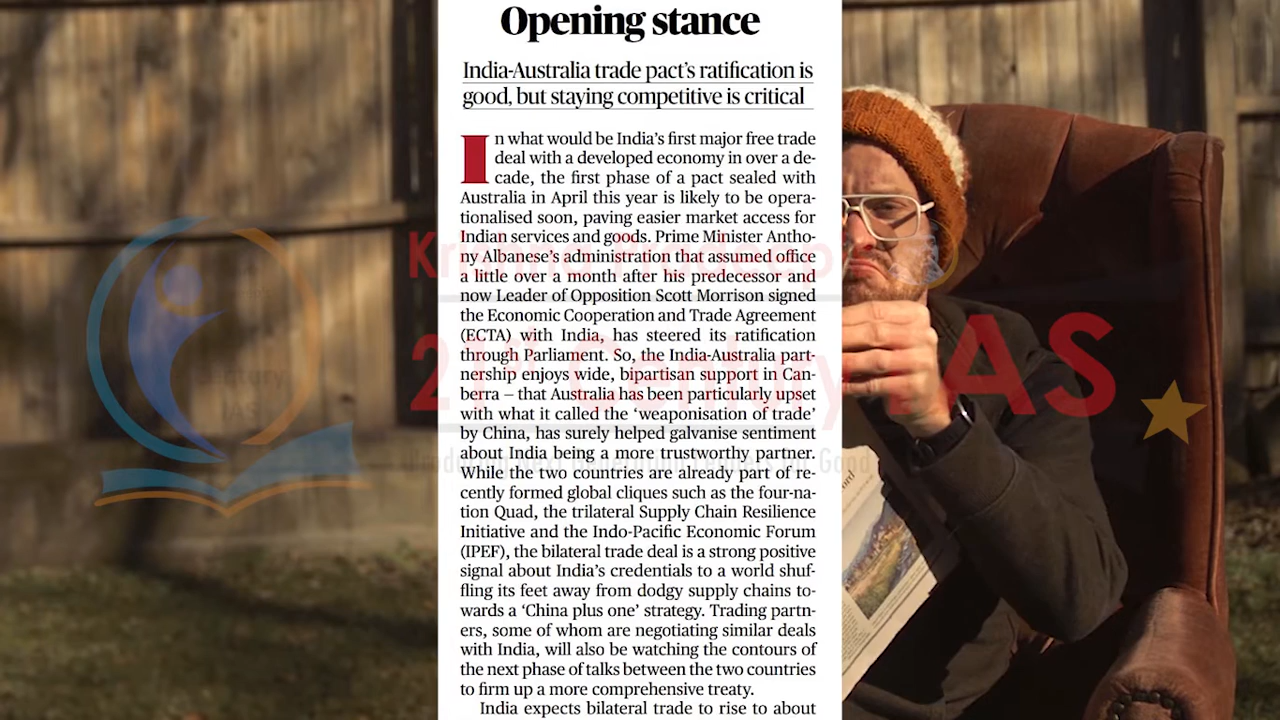 Opening stance
India-Australia trade pact's ratification is
good, but staying competitive is critical
In what would be India's first major free trade
deal with a developed economy in over a de-
cade, the first phase of a pact sealed with
Australia in April this year is likely to be opera-
tionalised soon, paving easier market access for
Indian services and goods. Prime Minister Antho-
ny Albanese's administration that assumed office
a little over a month after his predecessor and
now Leader of Opposition Scott Morrison signed
the Economic Cooperation and Trade Agreement
(ECTA) with India, has steered its ratification
through Parliament. So, the India-Australia part-
nership enjoys wide, bipartisan support in Can-
berra – that Australia has been particularly upset
with what it called the 'weaponisation of trade'
by China, has surely helped galvanise sentiment
about India being a more trustworthy partner.
While the two countries are already part of re-
cently formed global cliques such as the four-na-
tion Quad, the trilateral Supply Chain Resilience
Initiative and the Indo-Pacific Economic Forum
(IPEF), the bilateral trade deal is a strong positive
signal about India's credentials to a world shuf-
fling its feet away from dodgy supply chains to-
wards a 'China plus one' strategy. Trading partn-
ers, some of whom are negotiating similar deals
with India, will also be watching the contours of
the next phase of talks between the two countries
to firm up a more comprehensive treaty.
India expects bilateral trade to rise to about
Krishna Pradeep
21st Century IAS